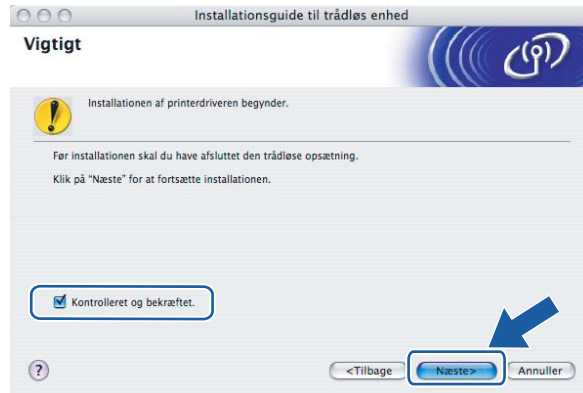 Installationsguide til trådløs enhed
Vigtigt
Installationen af printerdriveren begynder.
Før installationen skal du have afsluttet den trådløse opsætning.
Klik på "Næste" for at fortsætte installationen.
Kontrolleret og bekræftet.
?
<Tilbage
Næste>
Annuller